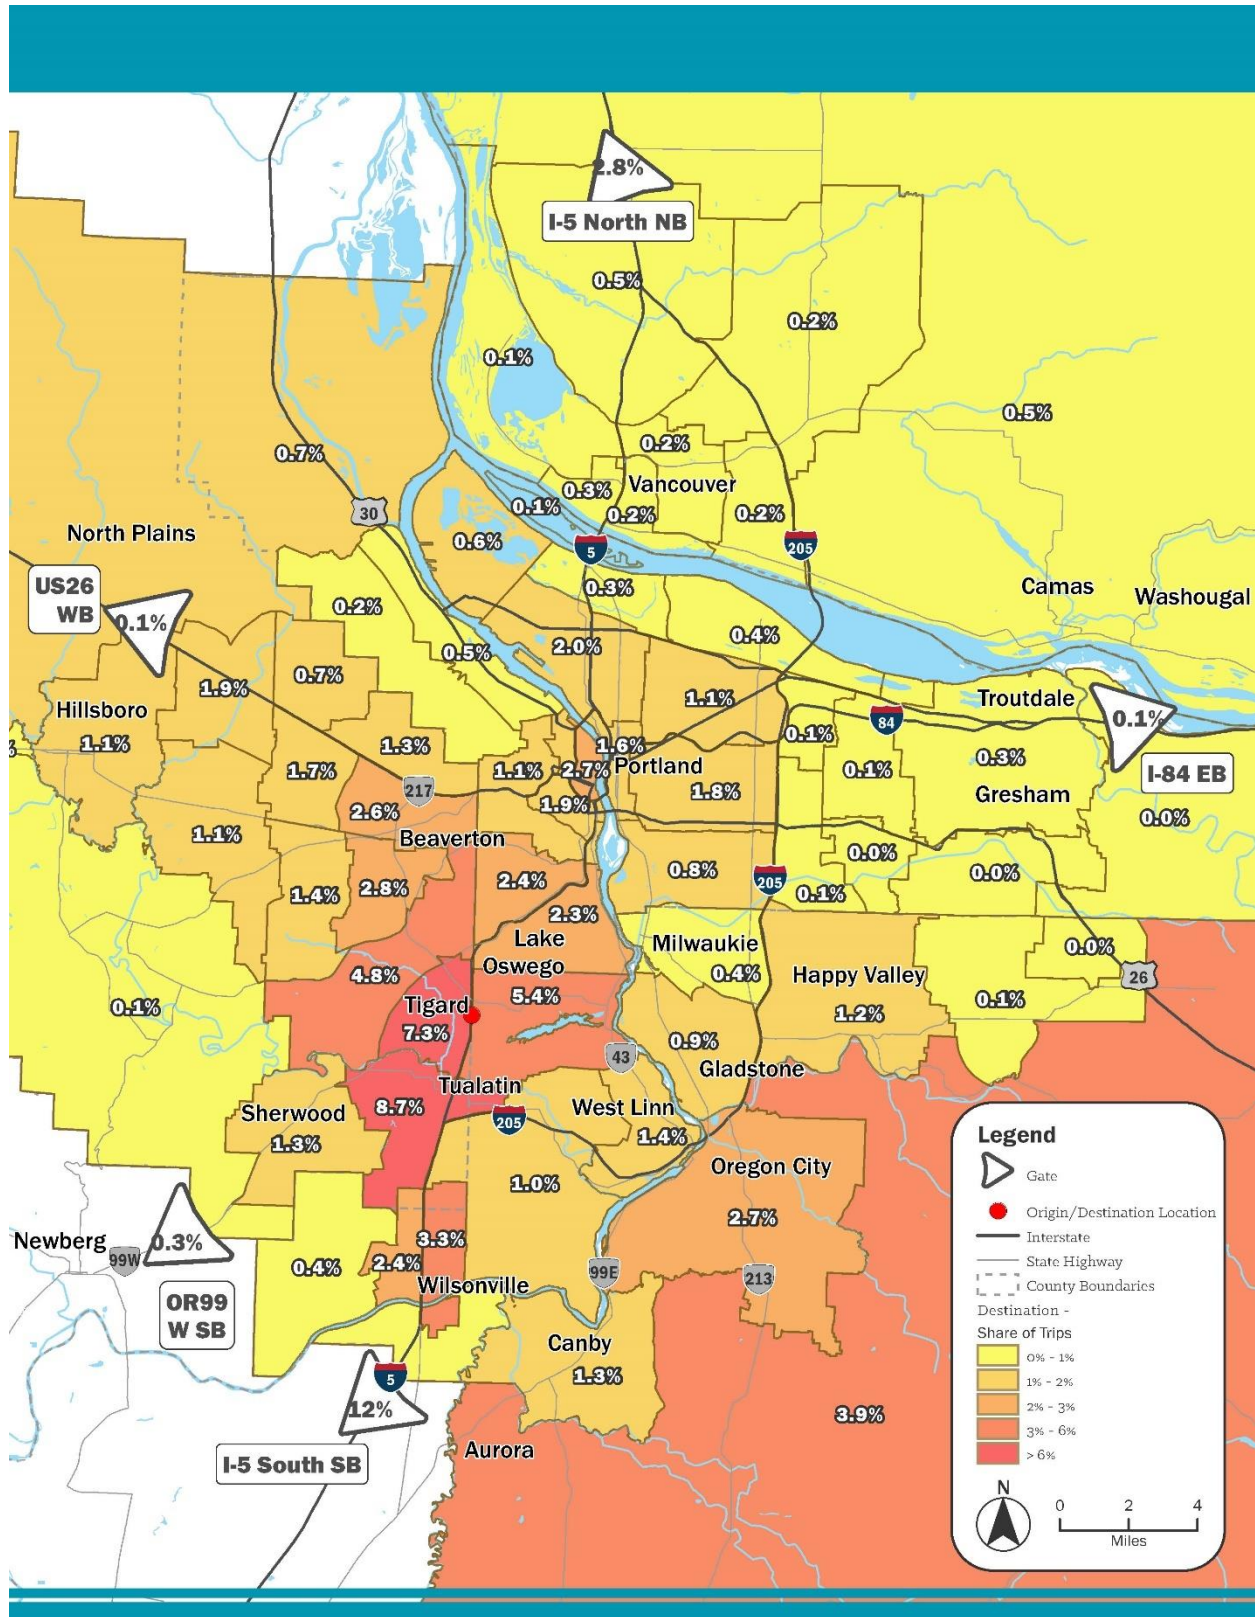 2.8%
I-5 North NB
0.5%
0.2%
0.1%
0.5%
0.2%
0.7%
0.3%
Vancouver
0.1%
0.2%
0.2%
30
North Plains
0.6%
5
205
US26
WB
0.1%
0.2%
0.3%
Camas
Washougal
0.5%
2.0%
0.4%
1.9%
0.7%
1.1%
Troutdale
Hillsboro
1.1%
1.3%
1.6%
0.1%
84
0.1%
I-84 EB
1.7%
217
1.1%
2.7%
Portland
0.1%
0.3%
2.6%
1.9%
1.8%
Gresham
0.0%
1.1%
Beaverton
1.4%
2.8%
2.4%
0.8%
205
0.0%
0.1%
0.0%
2.3%
Lake
Oswego
Milwaukie
0.4%
Happy Valley
0.0%
26
4.8%
5.4%
0.1%
Tigard
7.3%
1.2%
0.1%
0.9%
43
Gladstone
Tualatin
Sherwood
1.3%
8.7%
205
West Linn
1.4%
Oregon City
1.0%
2.7%
Newberg
99W
0.3%
OR99
W SB
0.4%
2.4%
3.3%
Wilsonville
99E
213
Canby
1.3%
5
12%
I-5 South SB
Aurora
3.9%
Legend
Gate
Origin/Destination Location
Interstate
State Highway
County Boundaries
Destination -
Share of Trips
0% - 1%
1% - 2%
2% - 3%
3% - 6%
> 6%
N
0 2 4
Miles